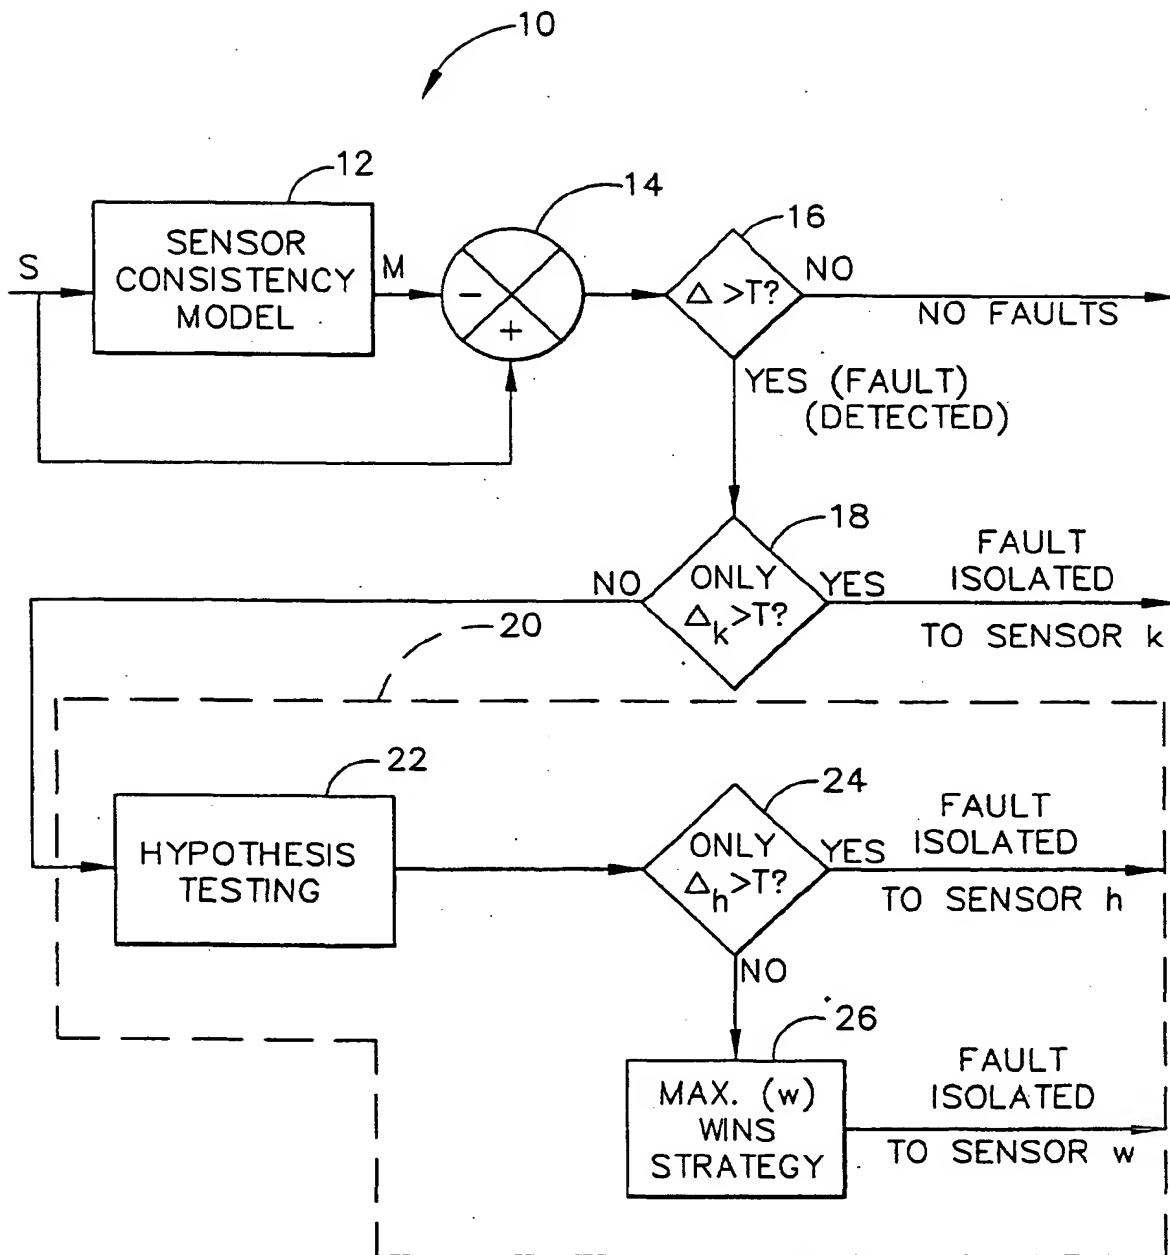 10
12
14
16
S
SENSOR
CONSISTENCY
MODEL
M
-
+
Δ >T?
NO
NO FAULTS
YES (FAULT)
(DETECTED)
18
NO
ONLY
Δk>T?
YES
FAULT
ISOLATED
TO SENSOR k
20
22
HYPOTHESIS
TESTING
24
ONLY
Δh>T?
YES
FAULT
ISOLATED
TO SENSOR h
NO
26
MAX. (w)
WINS
STRATEGY
FAULT
ISOLATED
TO SENSOR w